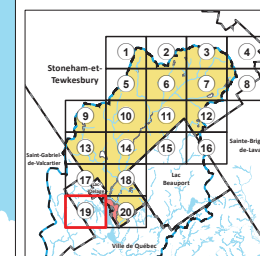 1 2 3 4
Stoneham-et-
Tewkesbury
5 6 7 8
9 10 11 12
Sainte-Brig
de-Lava
13 14 15 16
Saint-Gabriel-
de-Valcartier
Lac
Beauport
17 18
19 20
Ville de Québec